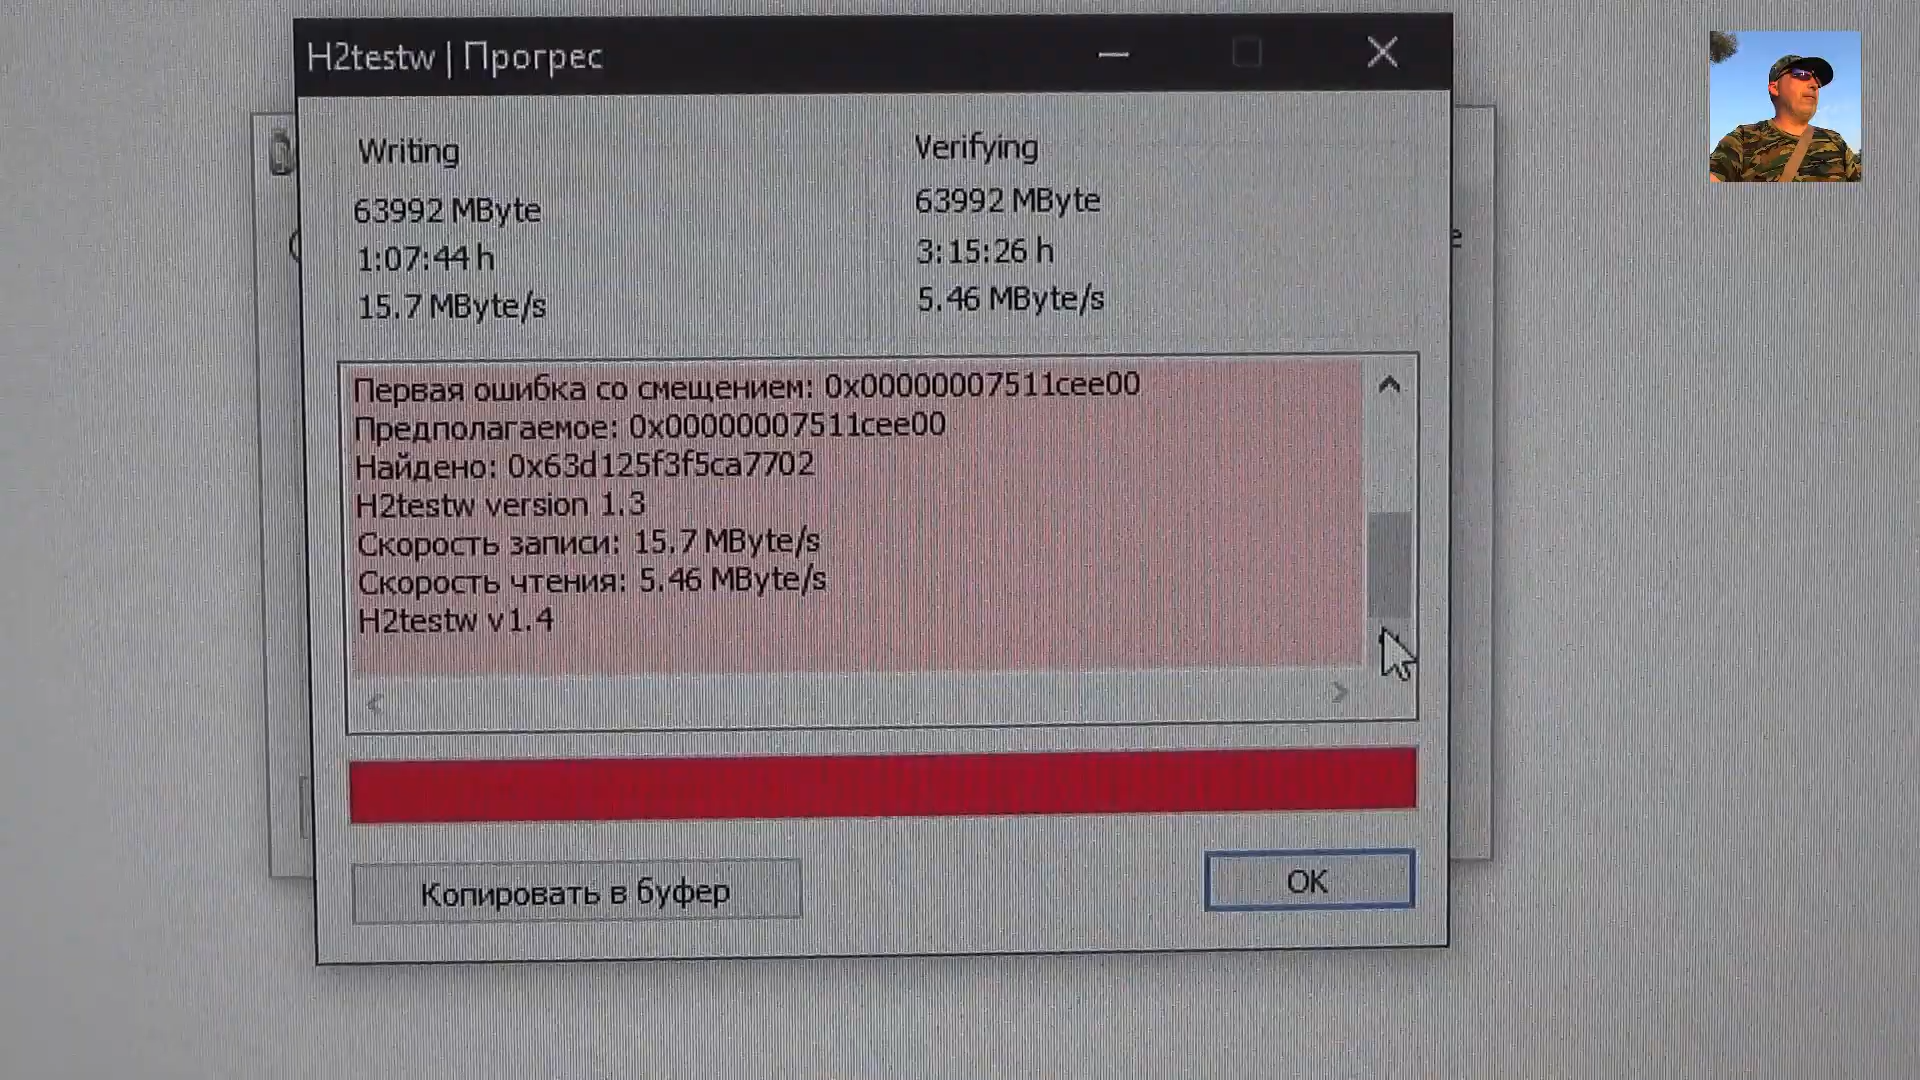 H2testw | Прогрес
Writing
63992 MByte
1:07:44 h
15.7 MByte/s
Verifying
63992 MByte
3:15:26 h
5.46 MByte/s
Первая ошибка со смещением: 0x00000007511cee00
Предполагаемое: 0x00000007511cee00
Найдено: 0x63d125f3f5ca7702
H2testw version 1.3
Скорость записи: 15.7 MByte/s
Скорость чтения: 5.46 MByte/s
H2testw v1.4
Копировать в буфер
OK